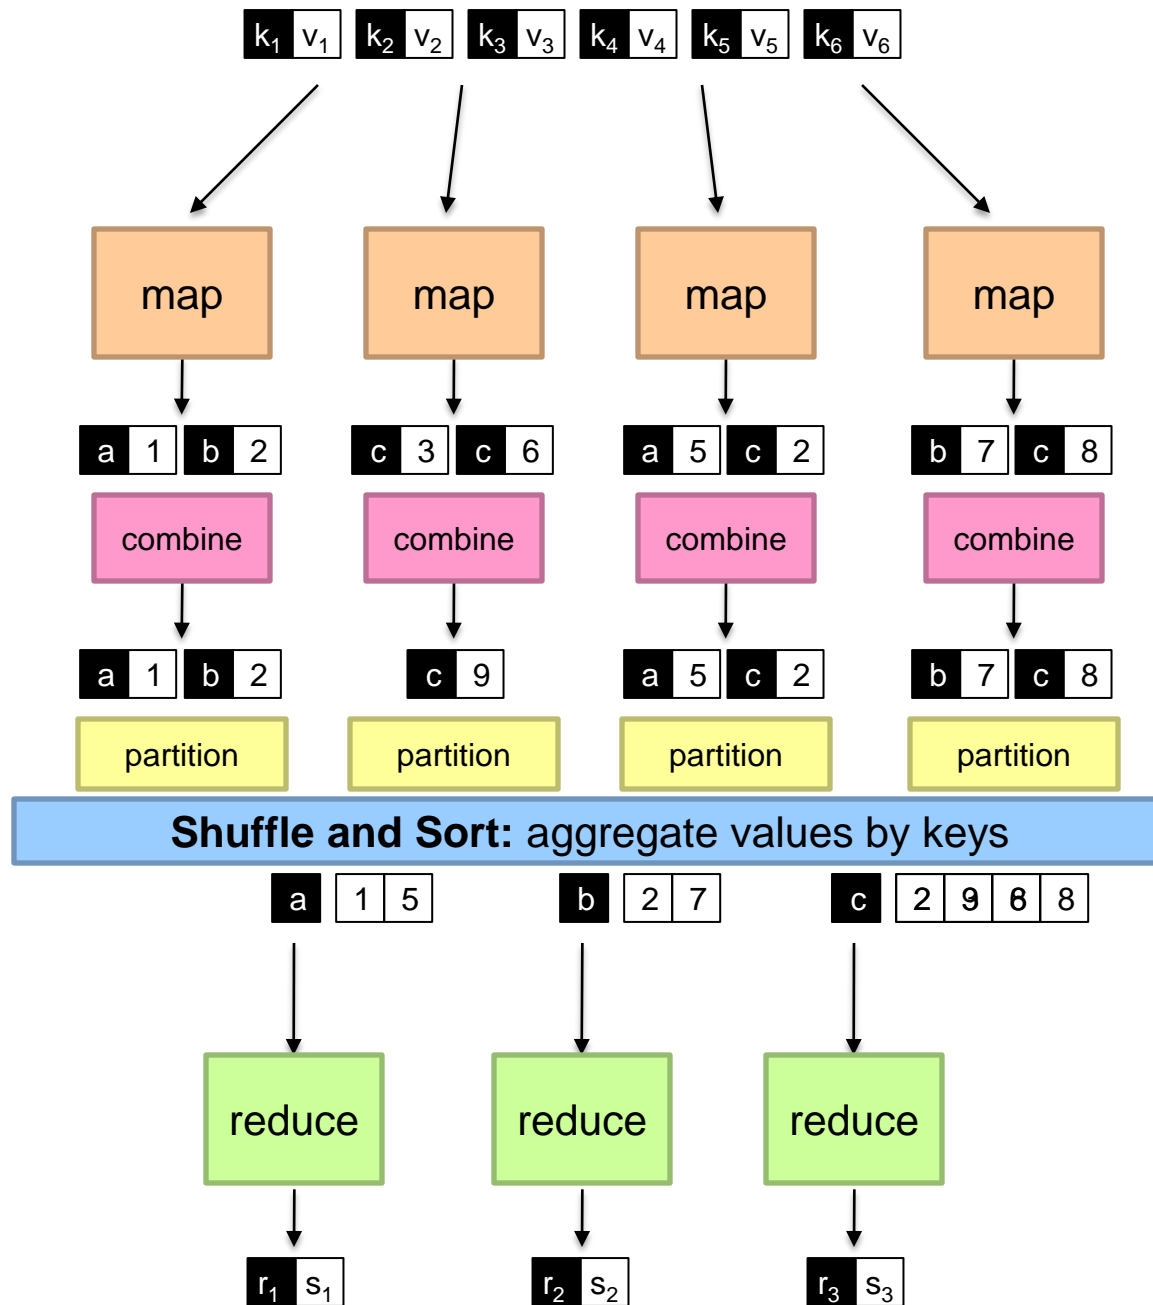 k₁ v₁ k₂ v₂ k₃ v₃ k₄ v₄ k₅ v₅ k₆ v₆
map map map map
a 1 b 2 c 3 c 6 a 5 c 2 b 7 c 8
combine combine combine combine
a 1 b 2 c 9 a 5 c 2 b 7 c 8
partition partition partition partition
Shuffle and Sort: aggregate values by keys
a 1 5 b 2 7 c 2 8
reduce reduce reduce
r₁ s₁ r₂ s₂ r₃ s₃